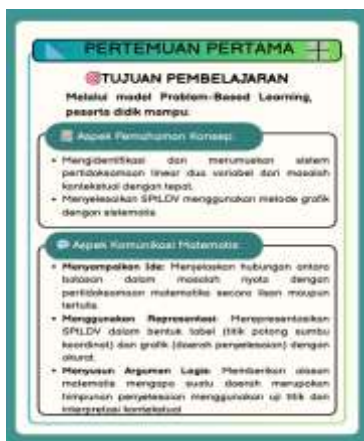 PERTEMUAN PERTAMA
TUJUAN PEMBELAJARAN
Melalui model Problem-Based Learning,
peserta didik mampu:
Aspek Pemahaman Konsep
• Mengidentifikasi dan merumuskan sistem
pertidaksamaan linear dua variabel dari masalah
kontekstual dengan tepat.
• Menyelesaikan SPtLDV menggunakan metode grafik
dengan sistematis
Aspek Komunikasi Matematis
• Menyampaikan Ide: Menjelaskan hubungan antara
batasan dalam masalah nyata dengan
pertidaksamaan matematika secara lisan maupun
tertulis.
• Menggunakan Representasi: Merepresentasikan
SPtLDV dalam bentuk tabel (titik potong sumbu
koordinat) dan grafik (daerah penyelesaian) dengan
akurat.
• Menyusun Argumen Logis: Memberikan alasan
matematis mengapa suatu daerah merupakan
himpunan penyelesaian menggunakan uji titik dan
interpretasi kontekstual